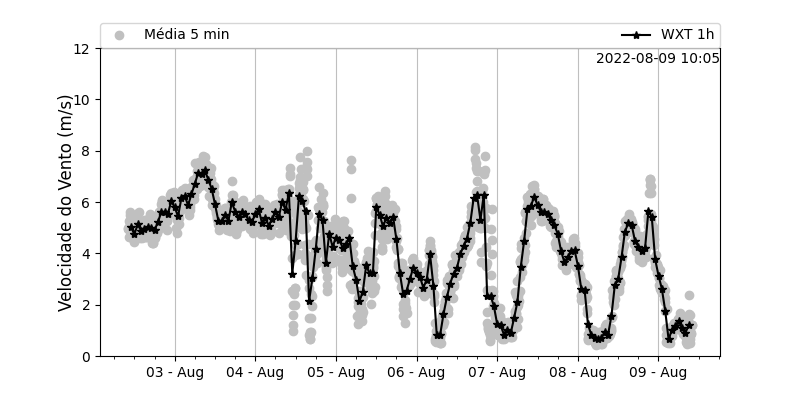 Média 5 min
WXT 1h
2022-08-09 10:05
Velocidade do Vento (m/s)
12
10
8
6
4
2
0
03 - Aug
04 - Aug
05 - Aug
06 - Aug
07 - Aug
08 - Aug
09 - Aug